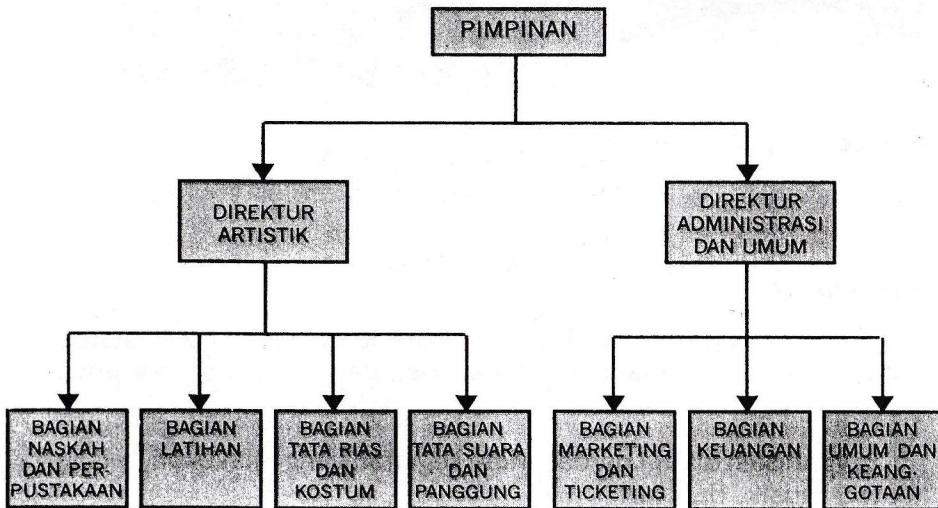 PIMPINAN
DIREKTUR
ARTISTIK
DIREKTUR
ADMINISTRASI
DAN UMUM
BAGIAN
NASKAH
DAN PER-
PUSTAKAAN
BAGIAN
LATIHAN
BAGIAN
TATA RIAS
DAN
KOSTUM
BAGIAN
TATA SUARA
DAN
PANGGUNG
BAGIAN
MARKETING
DAN
TICKETING
BAGIAN
KEUANGAN
BAGIAN
UMUM DAN
KEANG-
GOTAAN